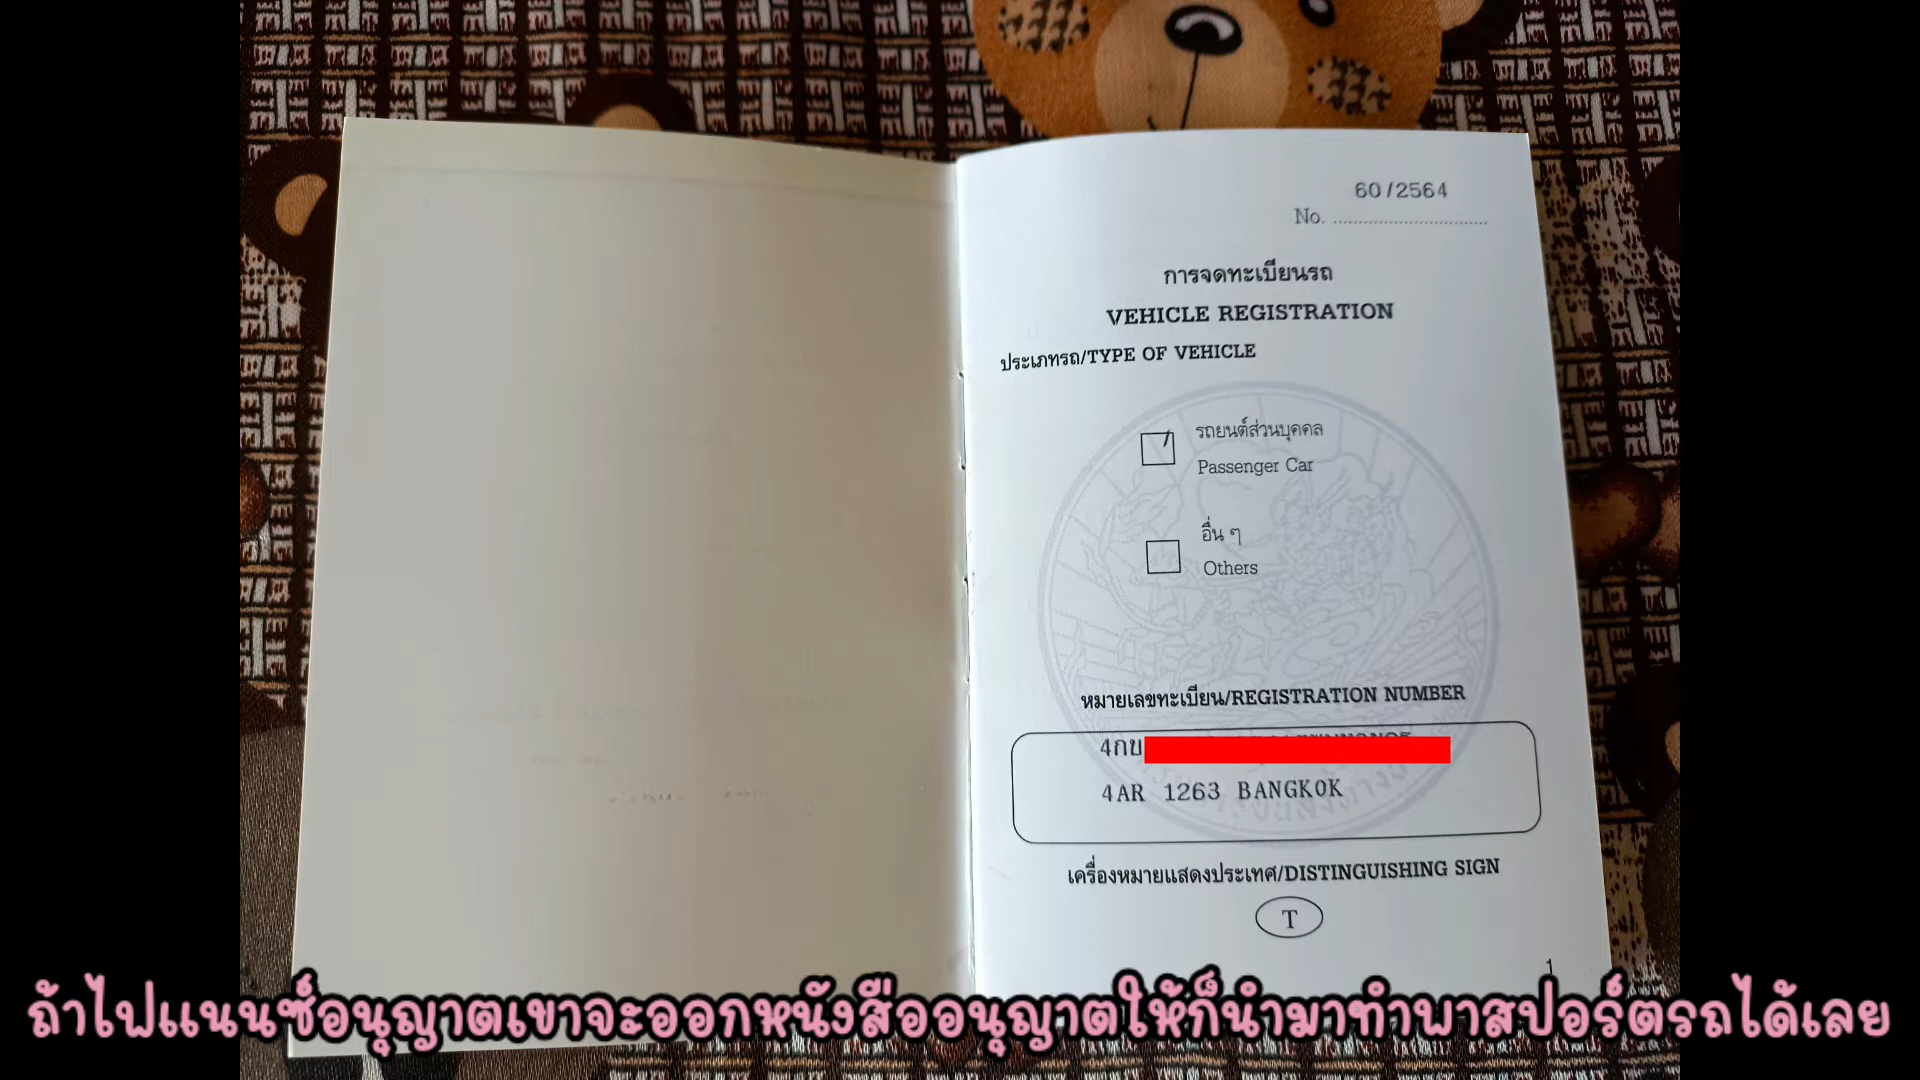 60/2564
No.
การจดทะเบียนรถ
VEHICLE REGISTRATION
ประเภทรถ/TYPE OF VEHICLE
รถยนต์ส่วนบุคคล
Passenger Car
อื่น ๆ
Others
หมายเลขทะเบียน/REGISTRATION NUMBER
4กบ
4AR 1263 BANGKOK
เครื่องหมายแสดงประเทศ/DISTINGUISHING SIGN
T
1
ถ้าไฟแนนซ์อนุญาตเขาจะออกหนังสืออนุญาตให้ก็นำมาทำพาสปอร์ตรถได้เลย